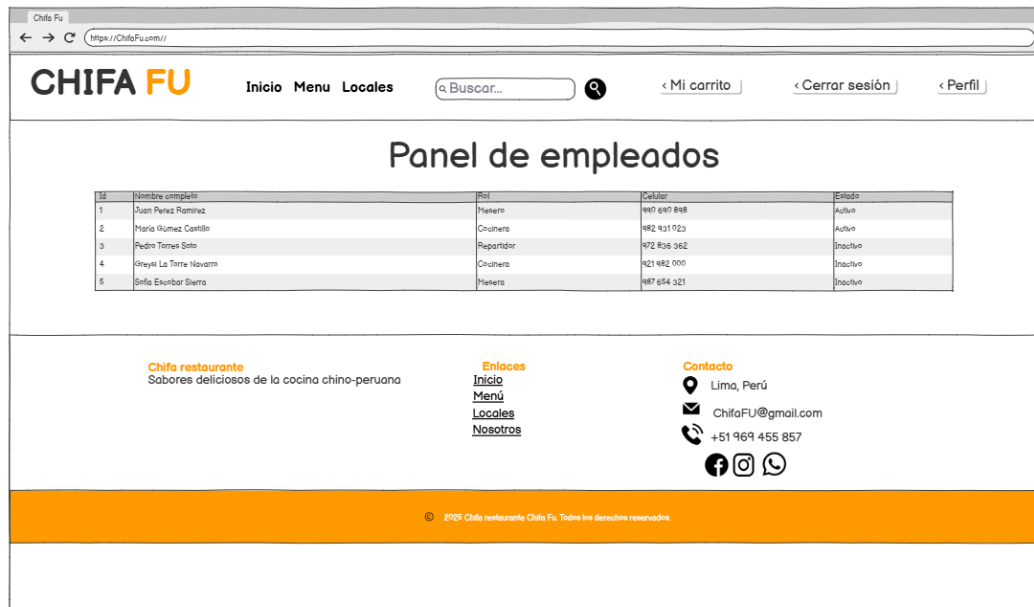 Chifa Fu
https://ChifaFu.com//
CHIFA FU
Inicio Menu Locales
Buscar...
‹ Mi carrito
‹ Cerrar sesión
‹ Perfil
Panel de empleados
Id Nombre completo Rol Celular Estado
1 Juan Perez Ramirez Mesero 990 690 898 Activo
2 María Gómez Castillo Cocinera 982 931 023 Activo
3 Pedro Torres Soto Repartidor 972 836 362 Inactivo
4 Greysi La Torre Navarro Cocinera 921 982 000 Inactivo
5 Sofia Escobar Sierra Mesera 987 654 321 Inactivo
Chifa restaurante
Sabores deliciosos de la cocina chino-peruana
Enlaces
Inicio
Menú
Locales
Nosotros
Contacto
Lima, Perú
ChifaFU@gmail.com
+51 969 455 857
© 2025 Chifa restaurante Chifa Fu. Todos los derechos reservados.